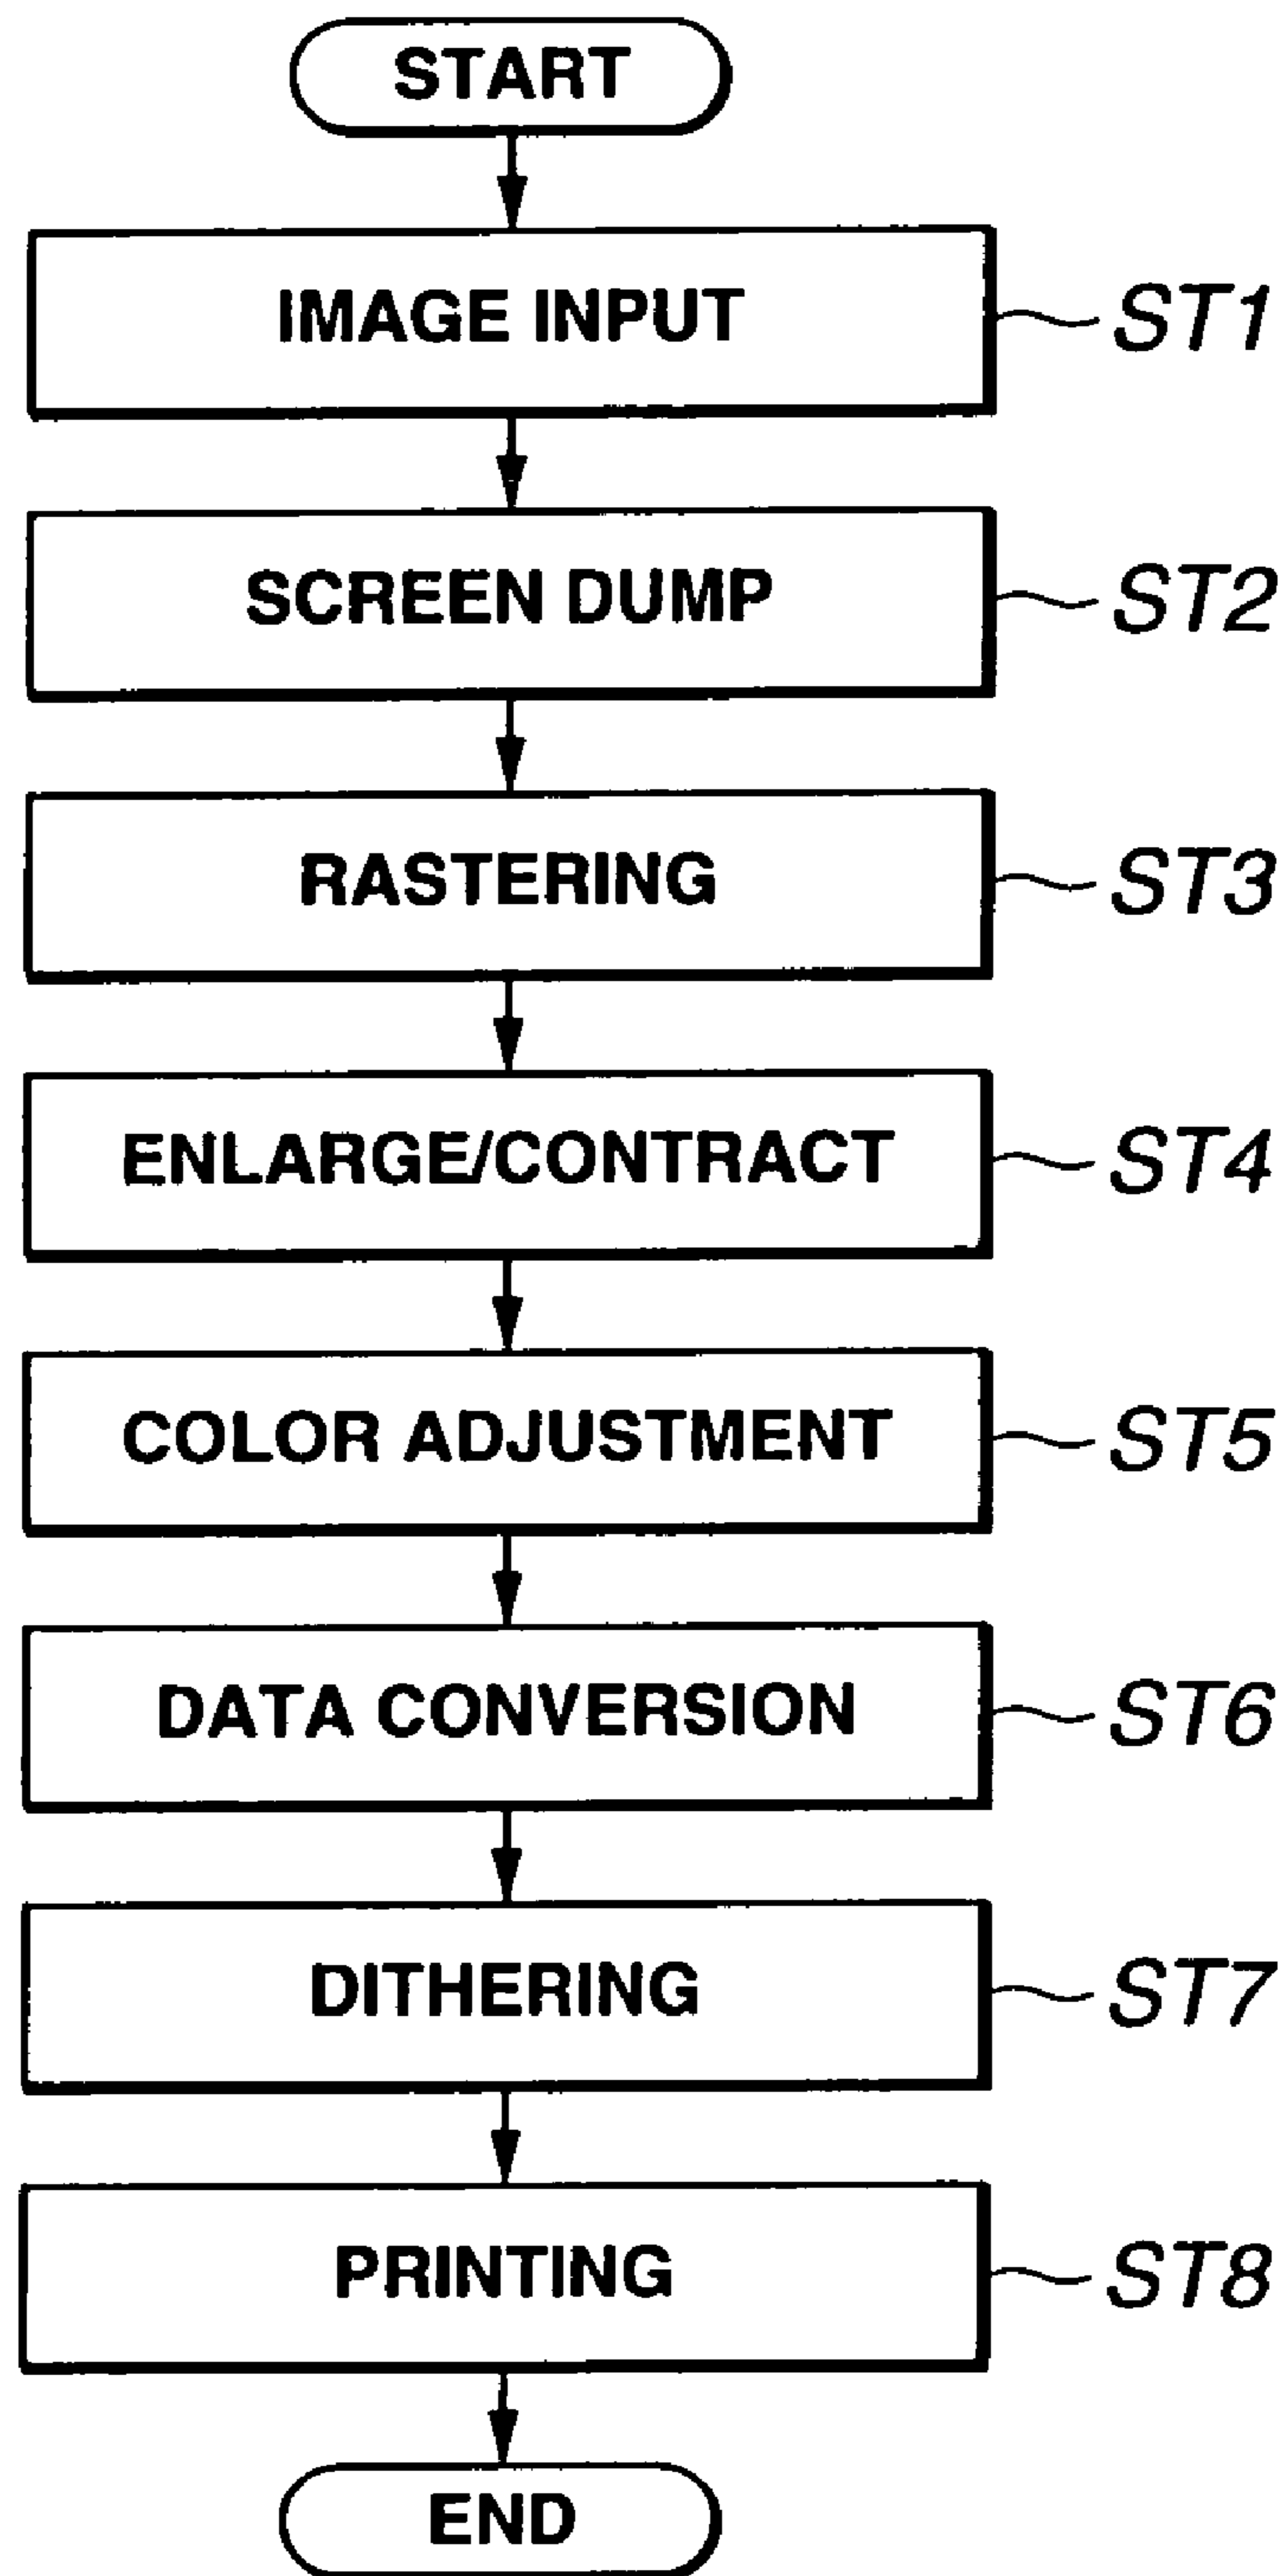 START
IMAGE INPUT ST1
SCREEN DUMP ST2
RASTERING ST3
ENLARGE/CONTRACT ST4
COLOR ADJUSTMENT ST5
DATA CONVERSION ST6
DITHERING ST7
PRINTING ST8
END